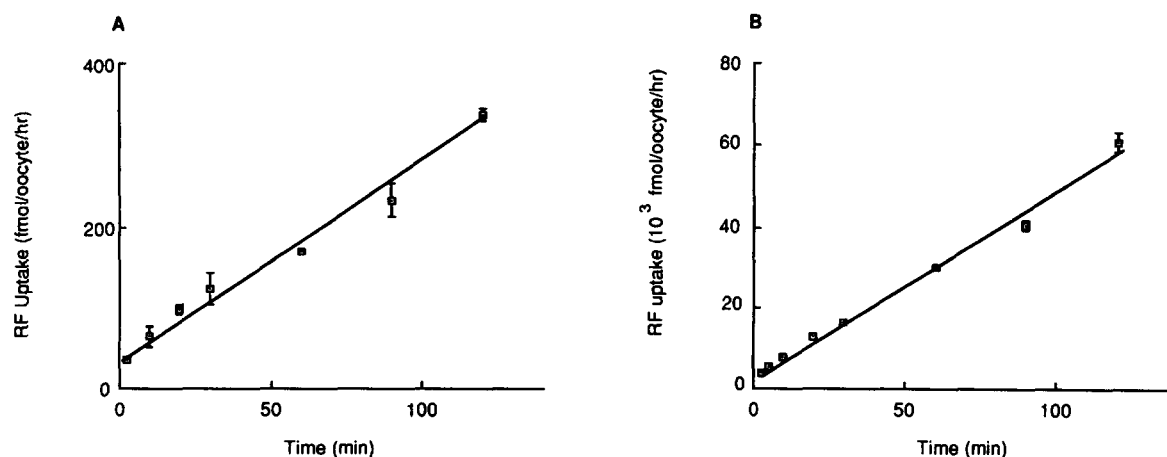 A
RF Uptake (fmol/oocyte/hr)
400
200
0
0 50 100
Time (min)
B
RF uptake (10³ fmol/oocyte/hr)
80
60
40
20
0
0 50 100
Time (min)